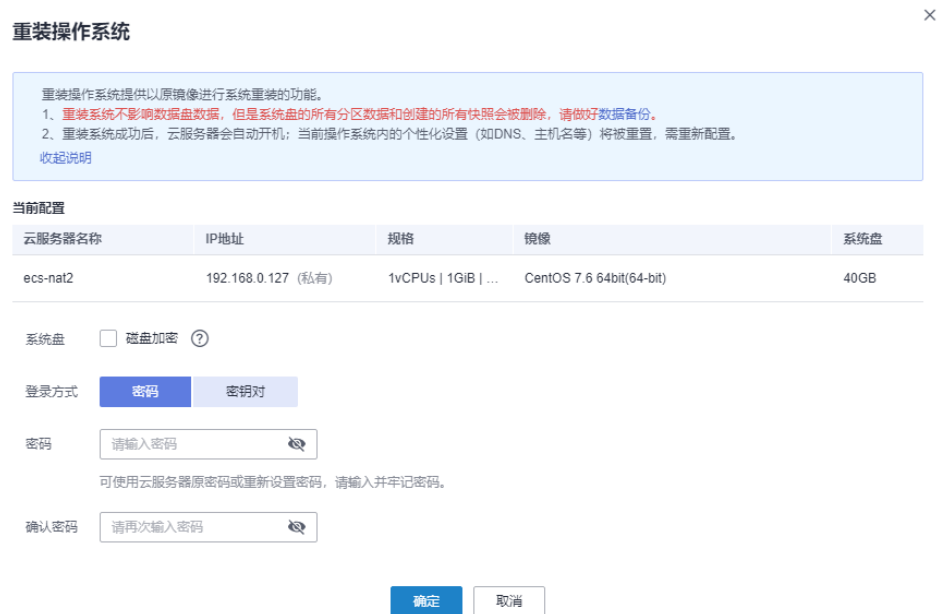 重装操作系统
重装操作系统提供以原镜像进行系统重装的功能。
1、重装系统不影响数据盘数据，但是系统盘的所有分区数据和创建的所有快照会被删除，请做好数据备份。
2、重装系统成功后，云服务器会自动开机；当前操作系统内的个性化设置（如DNS、主机名等）将被重置，需重新配置。
收起说明
当前配置
云服务器名称 IP地址 规格 镜像 系统盘
ecs-nat2 192.168.0.127 (私有) 1vCPUs | 1GiB | ... CentOS 7.6 64bit(64-bit) 40GB
系统盘 磁盘加密 ?
登录方式 密码 密钥对
密码 请输入密码
可使用云服务器原密码或重新设置密码，请输入并牢记密码。
确认密码 请再次输入密码
确定 取消